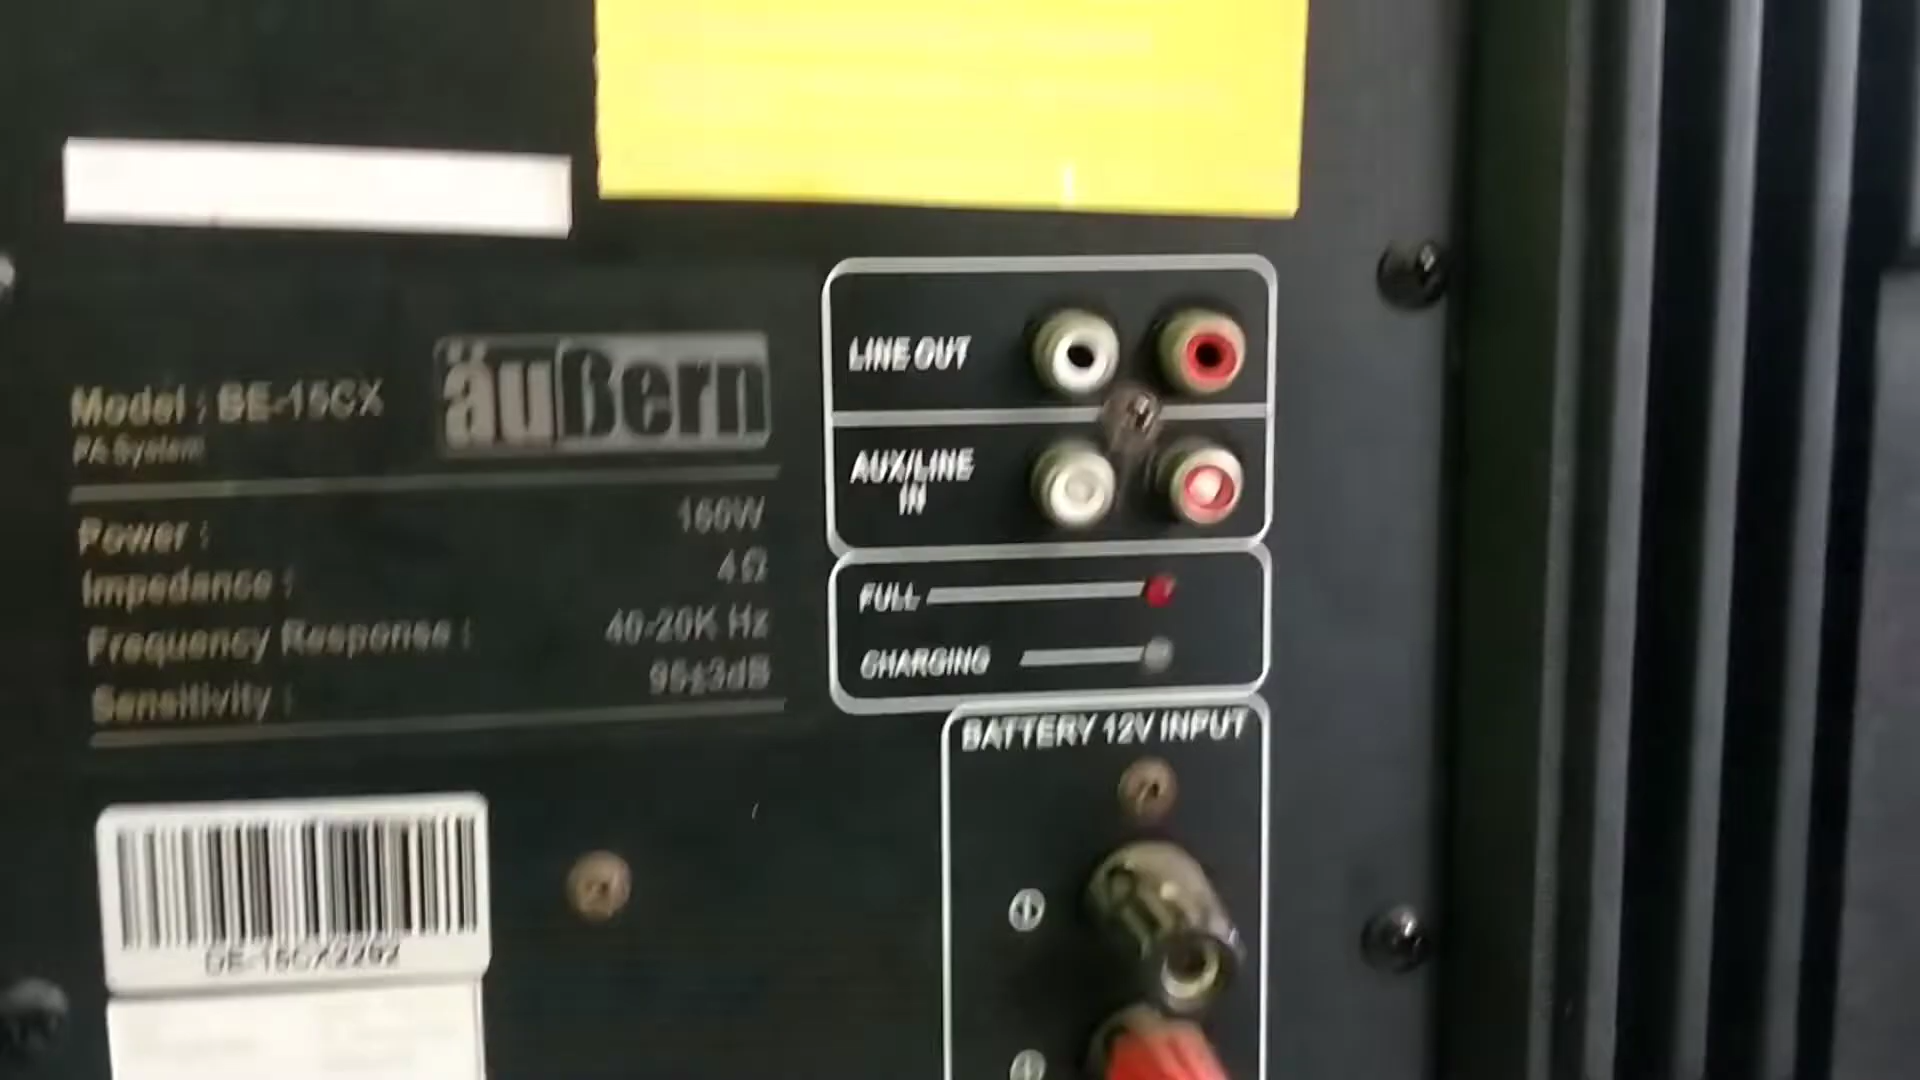 Model : BE-15CX
PA System
äußern
Power : 160W
Impedance : 4Ω
Frequency Response : 40-20K Hz
Sensitivity : 95±3dB
LINE OUT
AUX/LINE
IN
FULL
CHARGING
BATTERY 12V INPUT